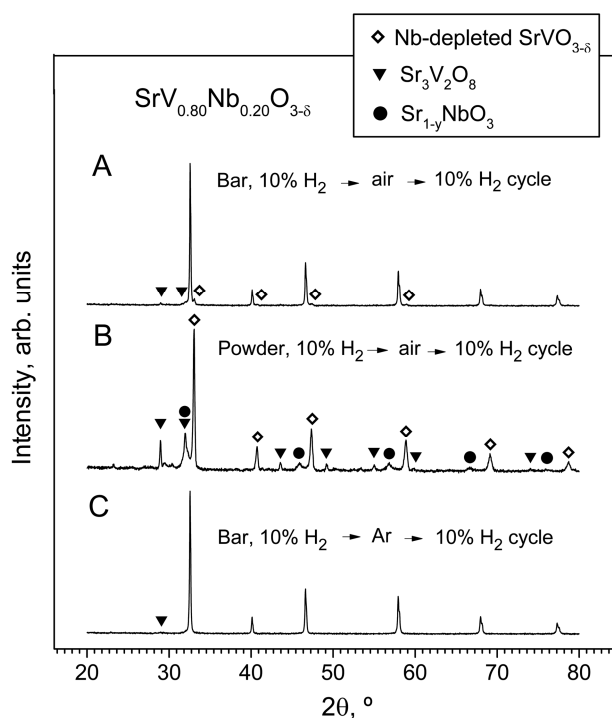 ◇ Nb-depleted SrVO₃₋δ
▼ Sr₃V₂O₈
● Sr₁₋yNbO₃
SrV₀.₈₀Nb₀.₂₀O₃₋δ
A
Bar, 10% H₂ → air → 10% H₂ cycle
B
Powder, 10% H₂ → air → 10% H₂ cycle
C
Bar, 10% H₂ → Ar → 10% H₂ cycle
Intensity, arb. units
20 30 40 50 60 70 80
2θ, º